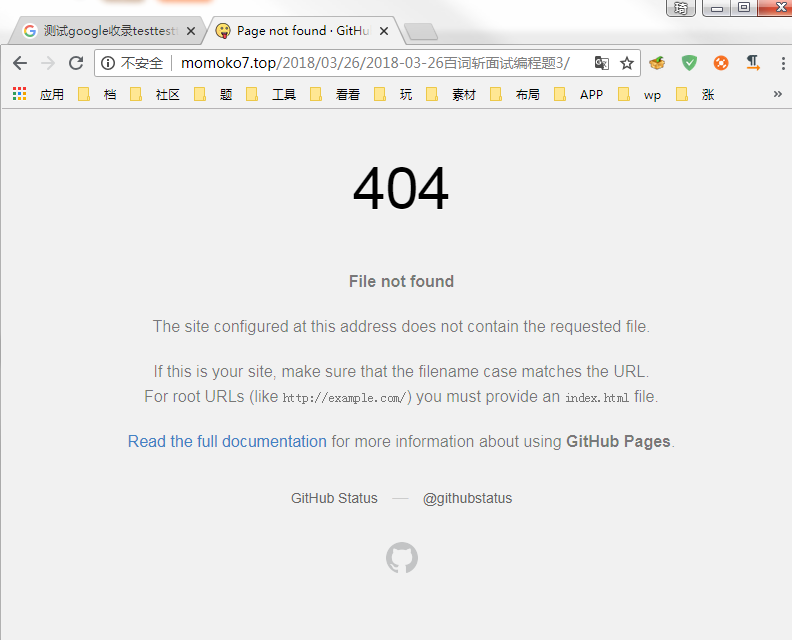 琦
测试google收录testtest
Page not found · GitHu
不安全
momoko7.top/2018/03/26/2018-03-26百词斩面试编程题3/
应用 档 社区 题 工具 看看 玩 素材 布局 APP wp 涨 »
404
File not found
The site configured at this address does not contain the requested file.
If this is your site, make sure that the filename case matches the URL.
For root URLs (like http://example.com/) you must provide an index.html file.
Read the full documentation for more information about using GitHub Pages.
GitHub Status — @githubstatus